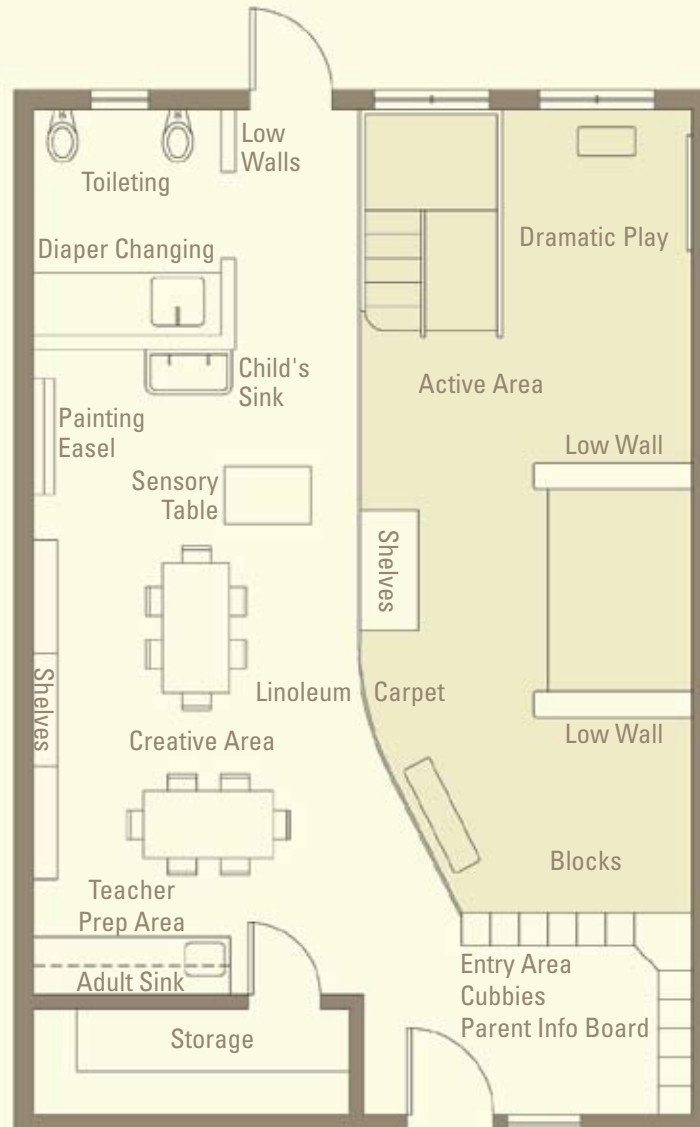 Low
Walls
Toileting
Diaper Changing
Dramatic Play
Child's
Sink
Active Area
Painting
Easel
Low Wall
Sensory
Table
Shelves
Shelves
Linoleum
Carpet
Low Wall
Creative Area
Blocks
Teacher
Prep Area
Adult Sink
Entry Area
Cubbies
Parent Info Board
Storage